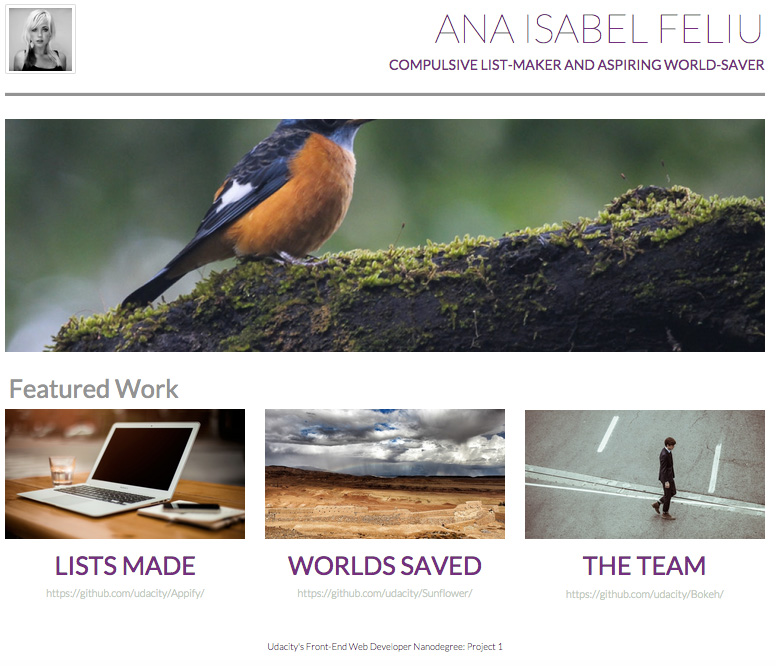 ANA ISABEL FELIU
COMPULSIVE LIST-MAKER AND ASPIRING WORLD-SAVER
Featured Work
LISTS MADE
https://github.com/udacity/Appify/
WORLDS SAVED
https://github.com/udacity/Sunflower/
THE TEAM
https://github.com/udacity/Bokeh/
Udacity's Front-End Web Developer Nanodegree: Project 1